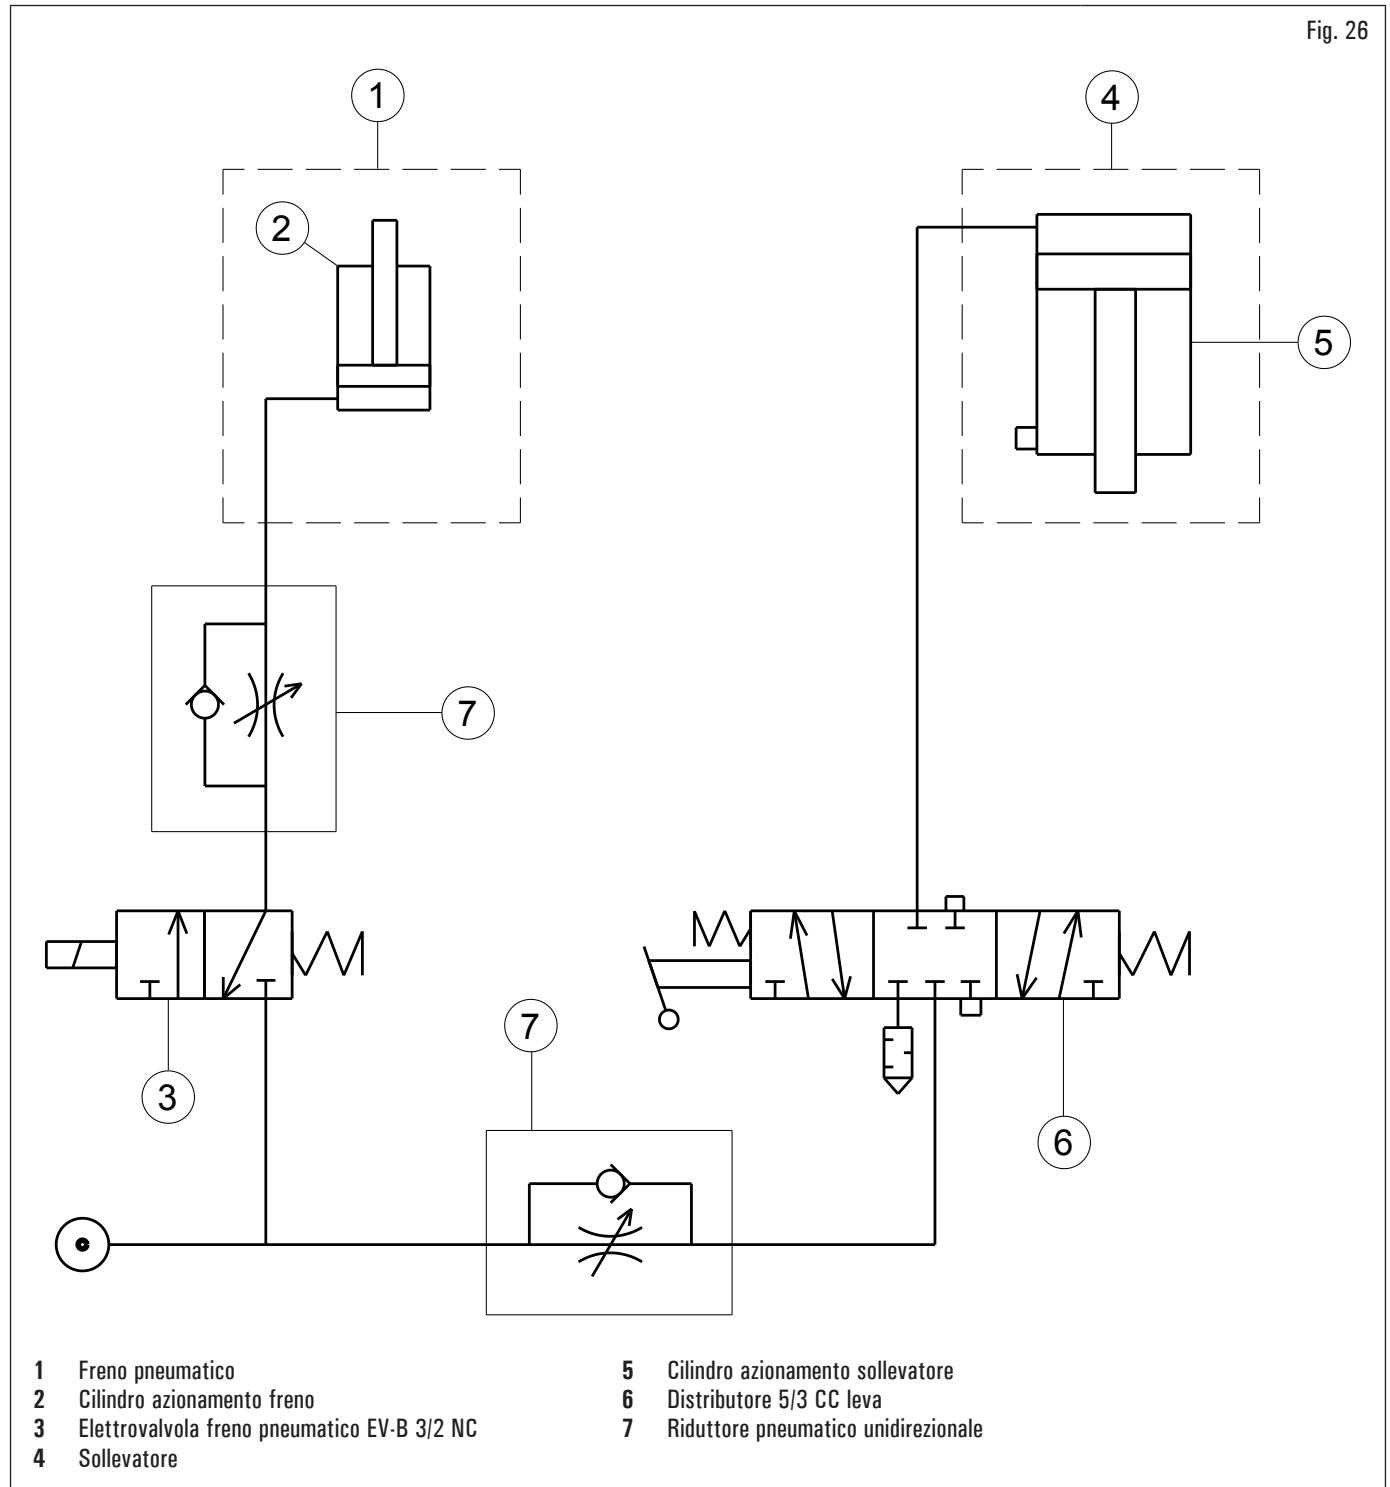 Fig. 26
1
4
2
5
7
7
3
6
1 Freno pneumatico
2 Cilindro azionamento freno
3 Elettrovalvola freno pneumatico EV-B 3/2 NC
4 Sollevatore
5 Cilindro azionamento sollevatore
6 Distributore 5/3 CC leva
7 Riduttore pneumatico unidirezionale